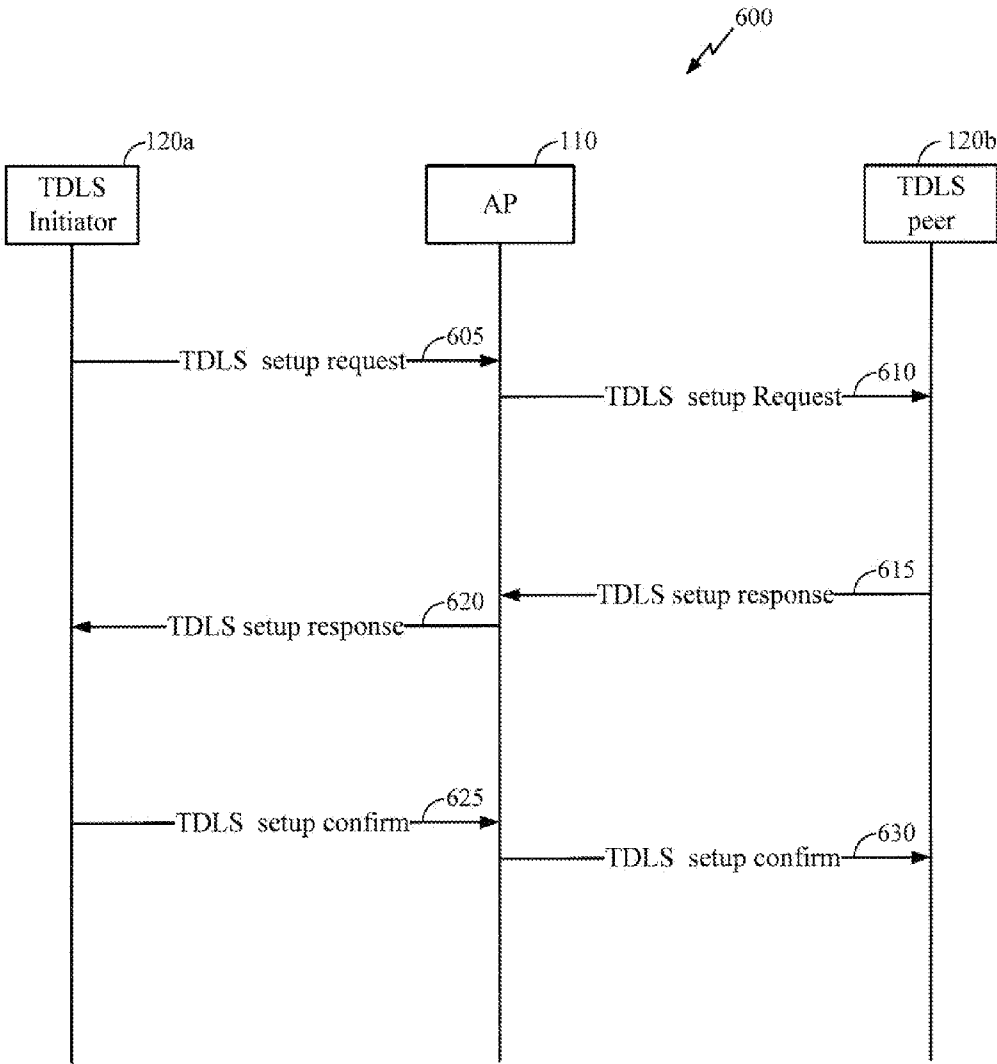 600
120a
110
120b
TDLS
Initiator
AP
TDLS
peer
605
TDLS setup request
610
TDLS setup Request
615
TDLS setup response
620
TDLS setup response
625
TDLS setup confirm
630
TDLS setup confirm